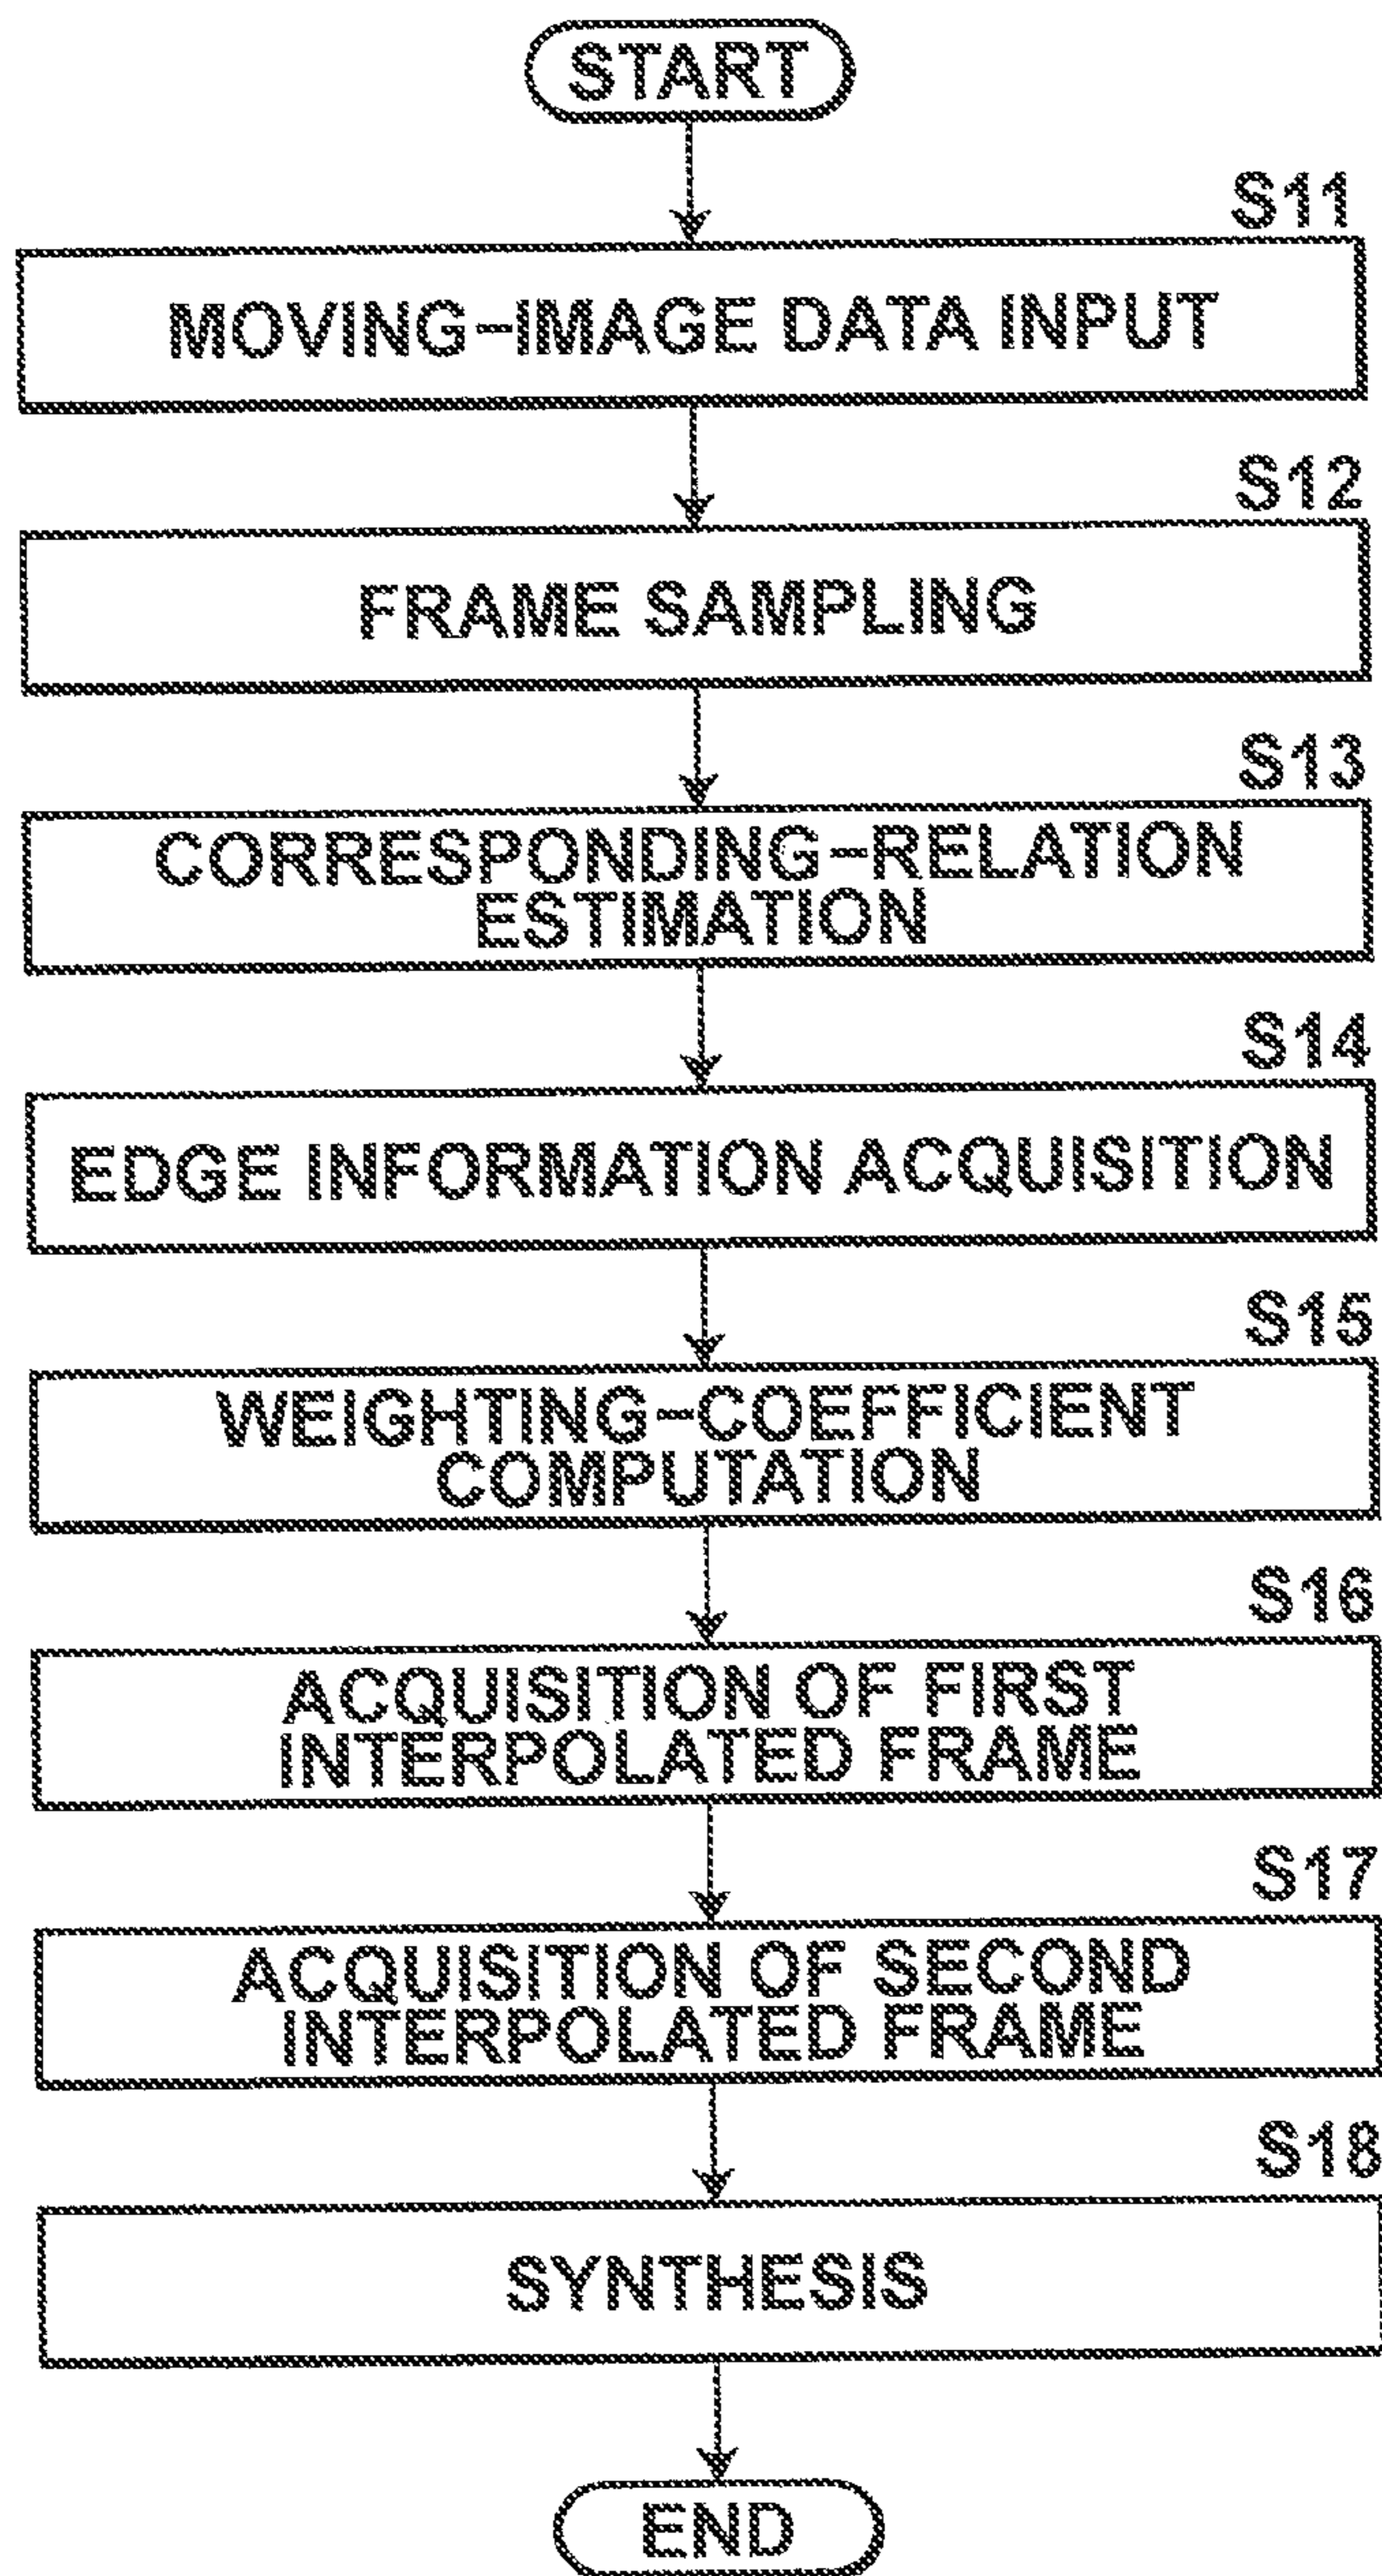 START
S11
MOVING-IMAGE DATA INPUT
S12
FRAME SAMPLING
S13
CORRESPONDING-RELATION
ESTIMATION
S14
EDGE INFORMATION ACQUISITION
S15
WEIGHTING-COEFFICIENT
COMPUTATION
S16
ACQUISITION OF FIRST
INTERPOLATED FRAME
S17
ACQUISITION OF SECOND
INTERPOLATED FRAME
S18
SYNTHESIS
END